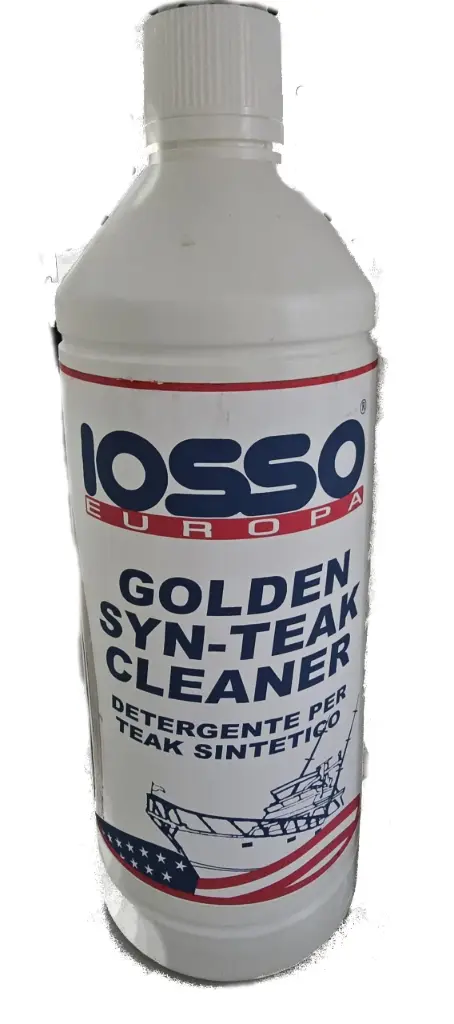 IOSSO®
EUROPA
GOLDEN
SYN-TEAK
CLEANER
DETERGENTE PER
TEAK SINTETICO